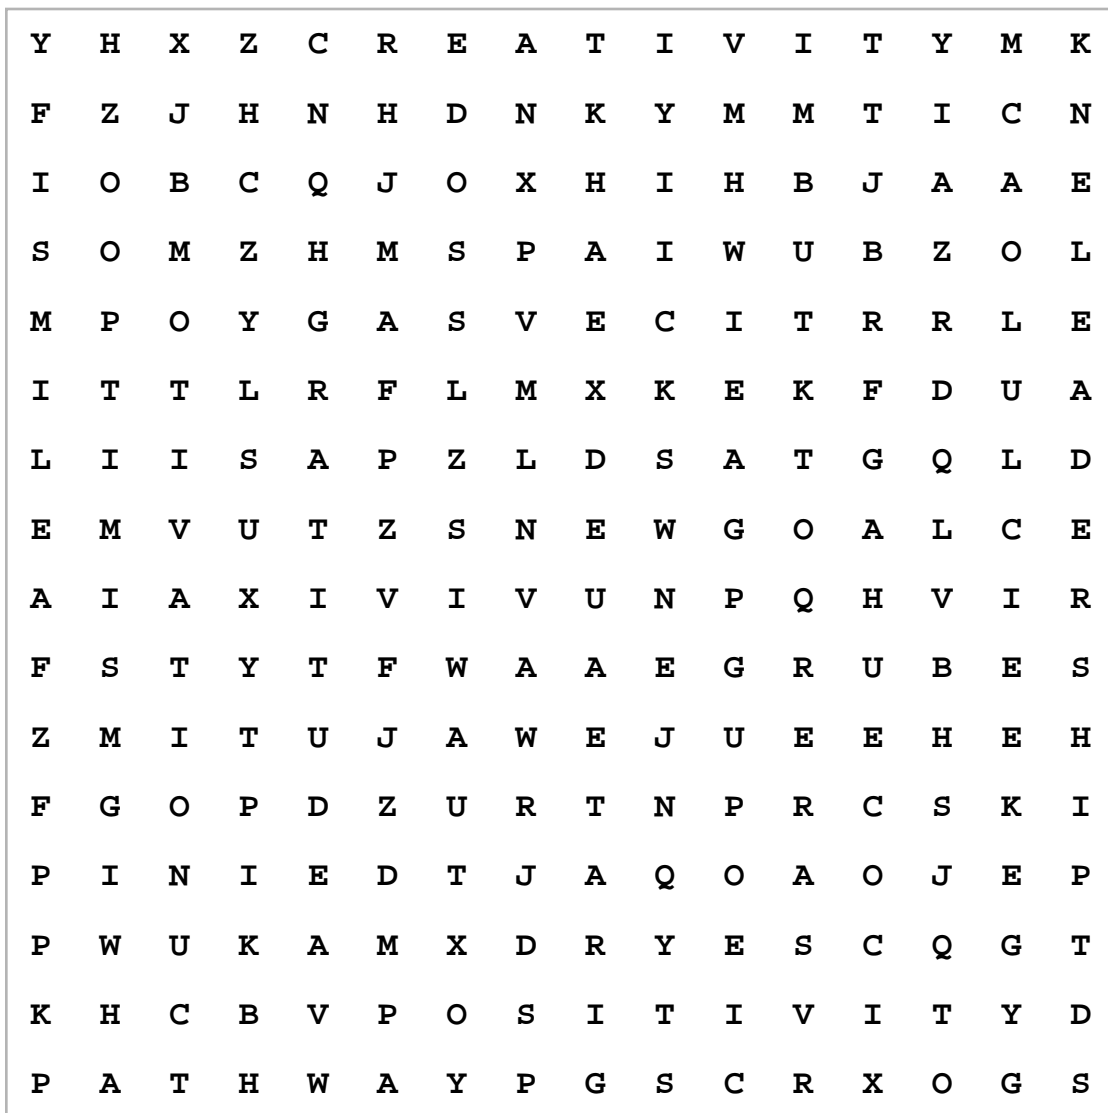 Y H X Z C R E A T I V I T Y M K
F Z J H N H D N K Y M M T I C N
I O B C Q J O X H I H B J A A E
S O M Z H M S P A I W U B Z O L
M P O Y G A S V E C I T R R L E
I T T L R F L M X K E K F D U A
L I I S A P Z L D S A T G Q L D
E M V U T Z S N E W G O A L C E
A I A X I V I V U N P Q H V I R
F S T Y T F W A A E G R U B E S
Z M I T U J A W E J U E E H E H
F G O P D Z U R T N P R C S K I
P I N I E D T J A Q O A O J E P
P W U K A M X D R Y E S C Q G T
K H C B V P O S I T I V I T Y D
P A T H W A Y P G S C R X O G S